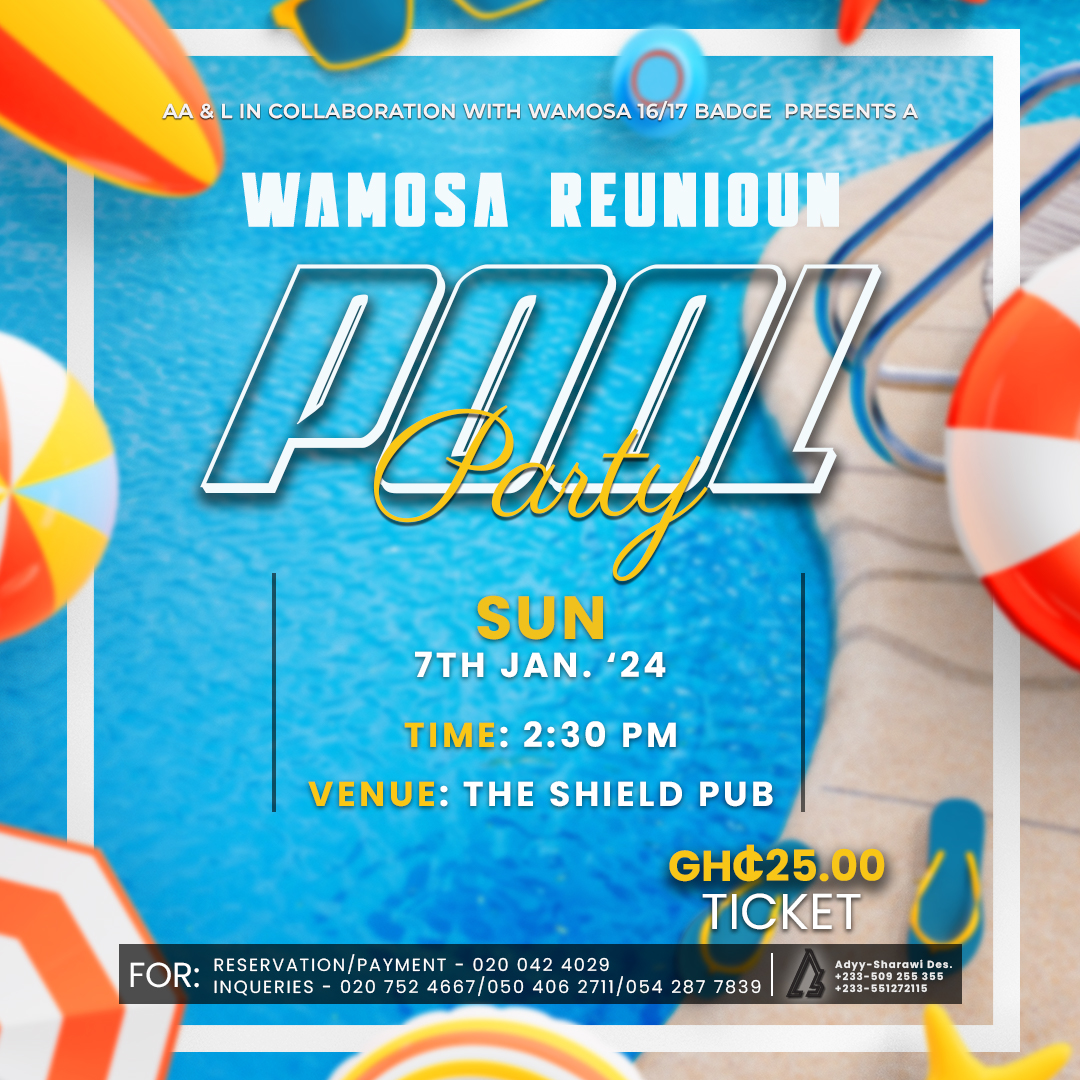 AA & L IN COLLABORATION WITH WAMOSA 16/17 BADGE PRESENTS A
WAMOSA REUNIOUN
POOL
Party
SUN
7TH JAN. ‘24
TIME: 2:30 PM
VENUE: THE SHIELD PUB
GH₵25.00
TICKET
FOR:
RESERVATION/PAYMENT - 020 042 4029
INQUERIES - 020 752 4667/050 406 2711/054 287 7839
Adyy-Sharawi Des.
+233-509 255 355
+233-551272115